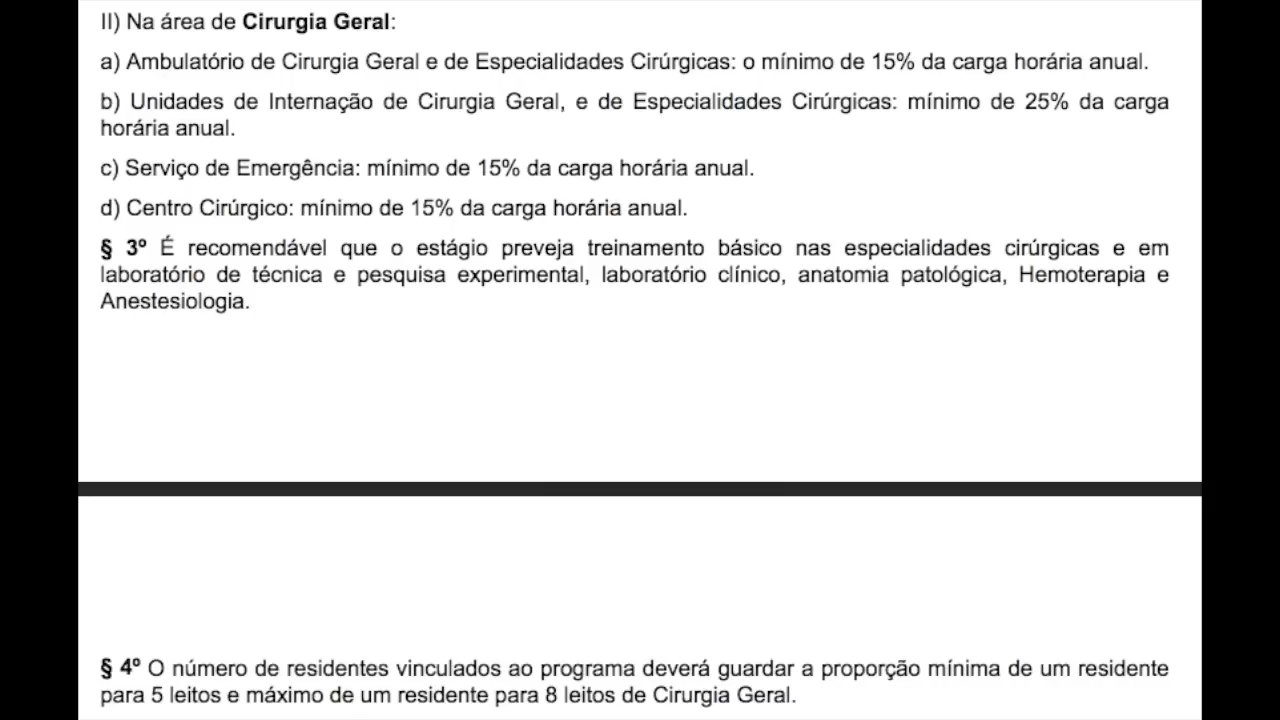 II) Na área de Cirurgia Geral:
a) Ambulatório de Cirurgia Geral e de Especialidades Cirúrgicas: o mínimo de 15% da carga horária anual.
b) Unidades de Internação de Cirurgia Geral, e de Especialidades Cirúrgicas: mínimo de 25% da carga
horária anual.
c) Serviço de Emergência: mínimo de 15% da carga horária anual.
d) Centro Cirúrgico: mínimo de 15% da carga horária anual.
§ 3º É recomendável que o estágio preveja treinamento básico nas especialidades cirúrgicas e em
laboratório de técnica e pesquisa experimental, laboratório clínico, anatomia patológica, Hemoterapia e
Anestesiologia.
§ 4º O número de residentes vinculados ao programa deverá guardar a proporção mínima de um residente
para 5 leitos e máximo de um residente para 8 leitos de Cirurgia Geral.